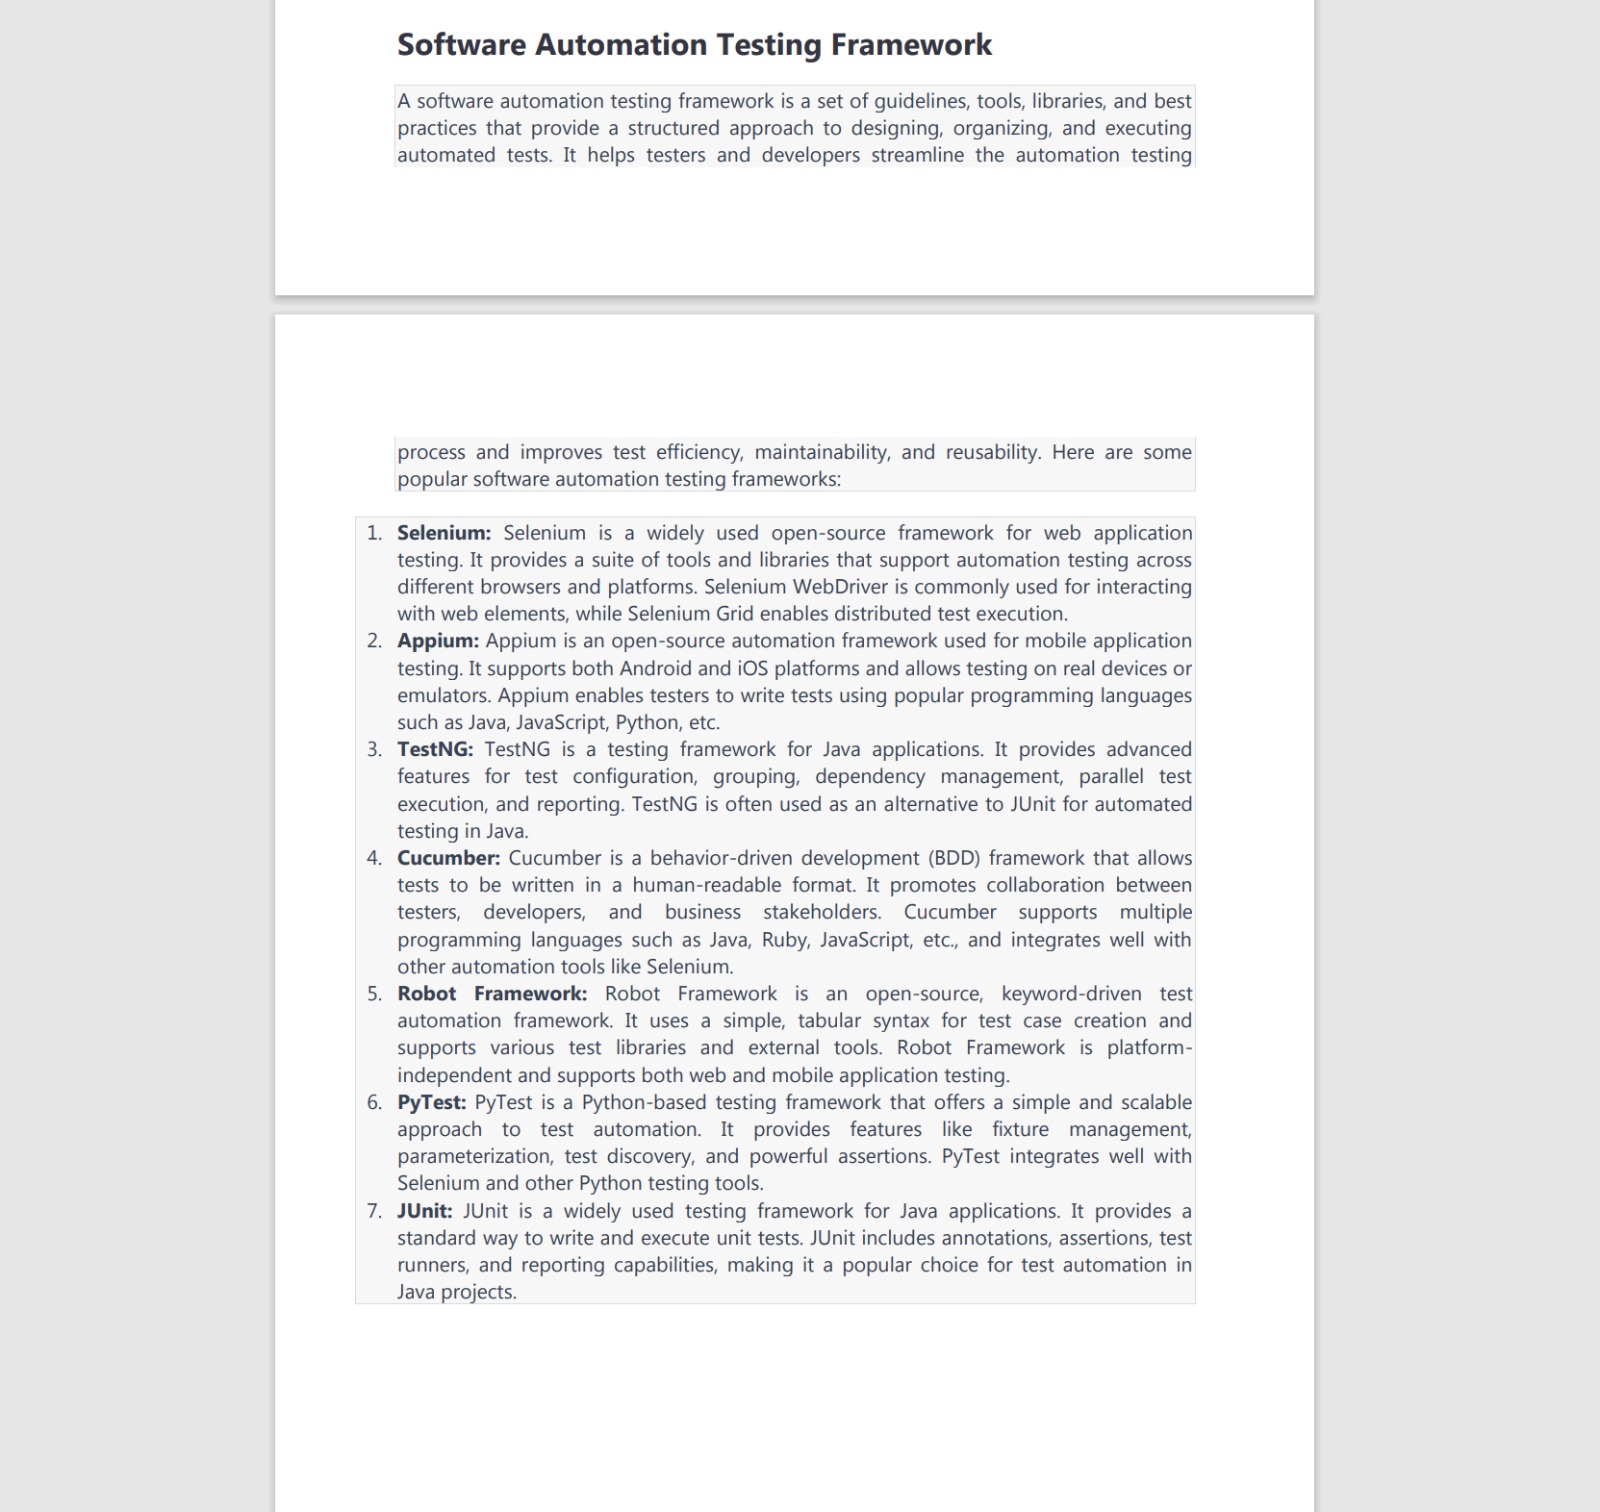 Software Automation Testing Framework
A software automation testing framework is a set of guidelines, tools, libraries, and best
practices that provide a structured approach to designing, organizing, and executing
automated tests. It helps testers and developers streamline the automation testing
process and improves test efficiency, maintainability, and reusability. Here are some
popular software automation testing frameworks:
1. Selenium: Selenium is a widely used open-source framework for web application
testing. It provides a suite of tools and libraries that support automation testing across
different browsers and platforms. Selenium WebDriver is commonly used for interacting
with web elements, while Selenium Grid enables distributed test execution.
2. Appium: Appium is an open-source automation framework used for mobile application
testing. It supports both Android and iOS platforms and allows testing on real devices or
emulators. Appium enables testers to write tests using popular programming languages
such as Java, JavaScript, Python, etc.
3. TestNG: TestNG is a testing framework for Java applications. It provides advanced
features for test configuration, grouping, dependency management, parallel test
execution, and reporting. TestNG is often used as an alternative to JUnit for automated
testing in Java.
4. Cucumber: Cucumber is a behavior-driven development (BDD) framework that allows
tests to be written in a human-readable format. It promotes collaboration between
testers, developers, and business stakeholders. Cucumber supports multiple
programming languages such as Java, Ruby, JavaScript, etc., and integrates well with
other automation tools like Selenium.
5. Robot Framework: Robot Framework is an open-source, keyword-driven test
automation framework. It uses a simple, tabular syntax for test case creation and
supports various test libraries and external tools. Robot Framework is platform-
independent and supports both web and mobile application testing.
6. PyTest: PyTest is a Python-based testing framework that offers a simple and scalable
approach to test automation. It provides features like fixture management,
parameterization, test discovery, and powerful assertions. PyTest integrates well with
Selenium and other Python testing tools.
7. JUnit: JUnit is a widely used testing framework for Java applications. It provides a
standard way to write and execute unit tests. JUnit includes annotations, assertions, test
runners, and reporting capabilities, making it a popular choice for test automation in
Java projects.